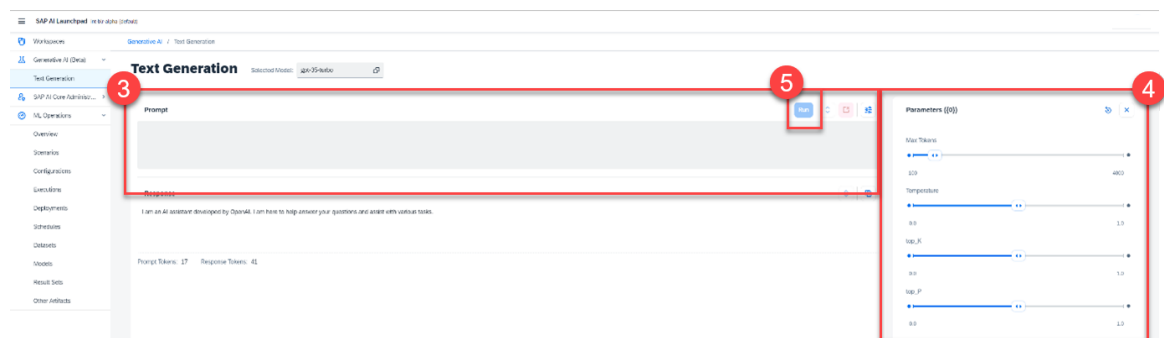 SAP AI Launchpad
Workspaces
Generative AI / Text Generation
Generative AI (Beta)
Text Generation
Selected Model: gpt-35-turbo
Text Generation
3
5
4
SAP AI Core Administr...
Prompt
Run
Parameters ({0})
ML Operations
Overview
Max Tokens
Scenarios
Configurations
100
4000
Executions
Response
Temperature
Deployments
I am an AI assistant developed by OpenAI. I am here to help answer your questions and assist with various tasks.
Schedules
0.0
1.0
Datasets
top_K
Models
Prompt Tokens: 17 Response Tokens: 41
Result Sets
0.0
1.0
Other Artifacts
top_P
0.0
1.0